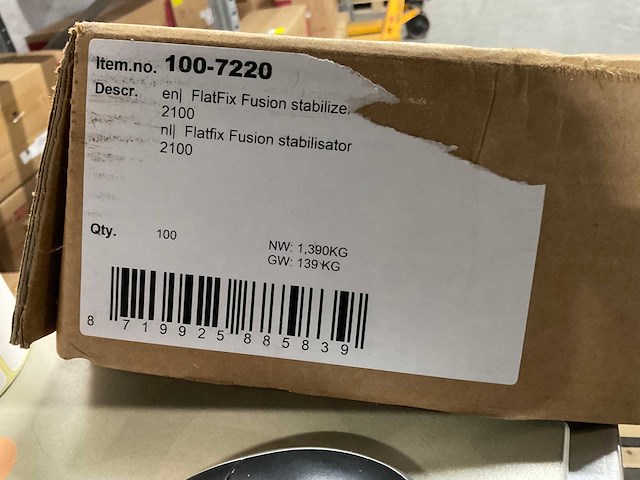 Item.no. 100-7220
Descr. en| FlatFix Fusion stabilize
2100
nl| Flatfix Fusion stabilisator
2100
Qty. 100
NW: 1,390KG
GW: 139 KG
8 719925 885839